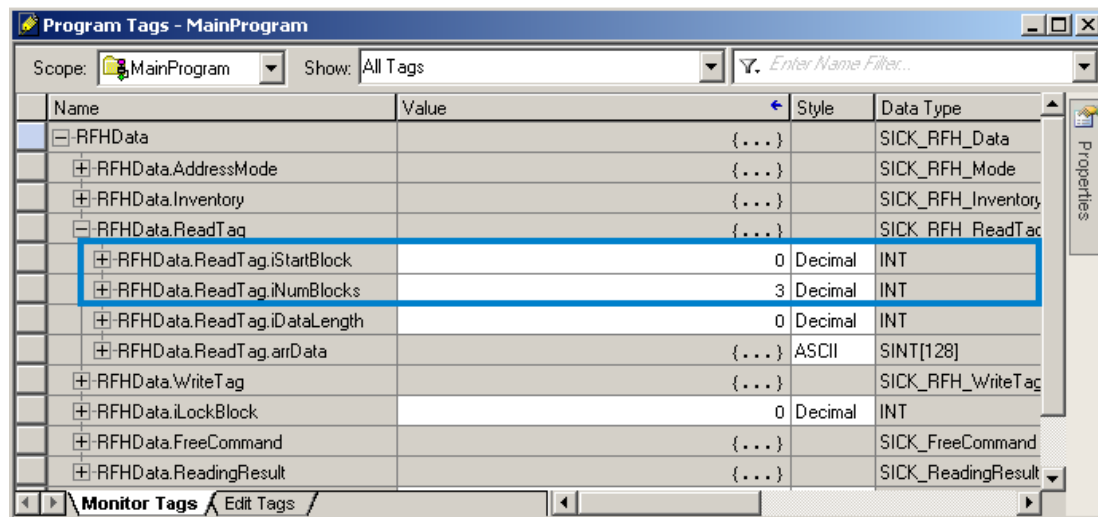 Program Tags - MainProgram
Scope: MainProgram Show: All Tags Enter Name Filter...
Name Value Style Data Type
RFHData {...} SICK_RFH_Data
RFHData.AddressMode {...} SICK_RFH_Mode
RFHData.Inventory {...} SICK_RFH_Inventory
RFHData.ReadTag {...} SICK_RFH_ReadTag
RFHData.ReadTag.iStartBlock 0 Decimal INT
RFHData.ReadTag.iNumBlocks 3 Decimal INT
RFHData.ReadTag.iDataLength 0 Decimal INT
RFHData.ReadTag.arrData {...} ASCII SINT[128]
RFHData.WriteTag {...} SICK_RFH_WriteTag
RFHData.iLockBlock 0 Decimal INT
RFHData.FreeCommand {...} SICK_FreeCommand
RFHData.ReadingResult {...} SICK_ReadingResult
Monitor Tags Edit Tags
Properties